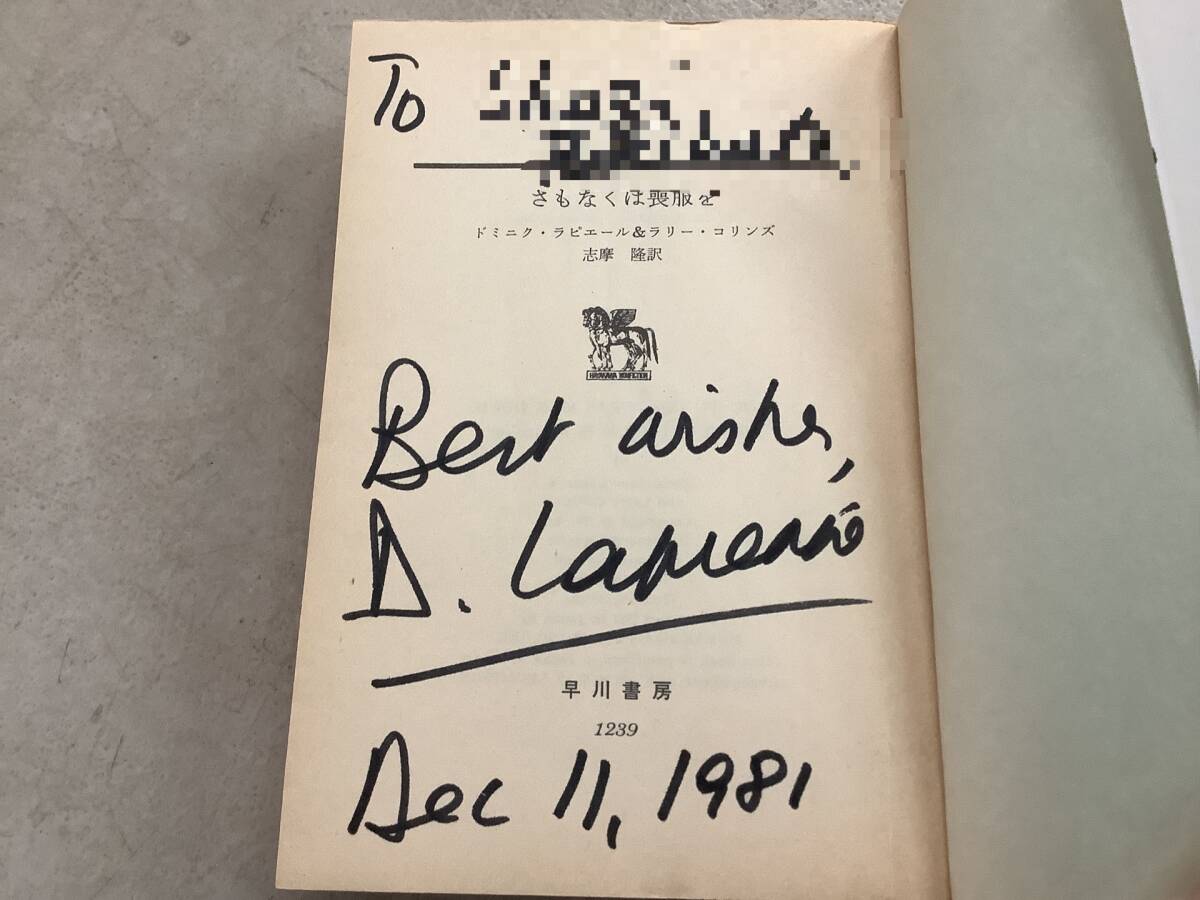 To
さもなくば喪服を
ドミニク・ラピエール&ラリー・コリンズ
志摩 隆訳
HAYAKAWA NONFICTION
Best wishes,
D. Lapierre
早川書房
1239
Dec 11, 1981